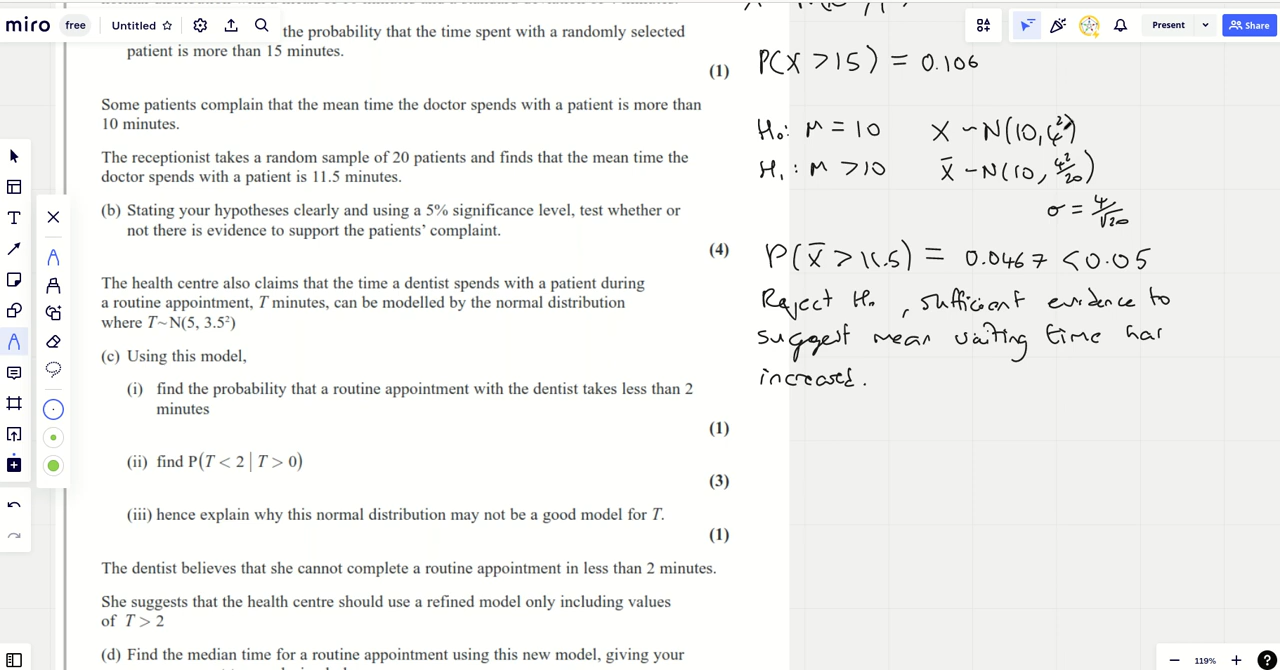 miro free Untitled
Present Share
the probability that the time spent with a randomly selected
patient is more than 15 minutes.
(1)
Some patients complain that the mean time the doctor spends with a patient is more than
10 minutes.
The receptionist takes a random sample of 20 patients and finds that the mean time the
doctor spends with a patient is 11.5 minutes.
(b) Stating your hypotheses clearly and using a 5% significance level, test whether or
not there is evidence to support the patients' complaint.
(4)
The health centre also claims that the time a dentist spends with a patient during
a routine appointment, T minutes, can be modelled by the normal distribution
where T~N(5, 3.5²)
(c) Using this model,
(i) find the probability that a routine appointment with the dentist takes less than 2
minutes
(1)
(ii) find P(T < 2 | T > 0)
(3)
(iii) hence explain why this normal distribution may not be a good model for T.
(1)
The dentist believes that she cannot complete a routine appointment in less than 2 minutes.
She suggests that the health centre should use a refined model only including values
of T > 2
(d) Find the median time for a routine appointment using this new model, giving your
P(X > 15) = 0.106
H₀: M = 10 X ~ N(10, 4²)
H₁: M > 10 X̄ ~ N(10, 4²/20)
σ = 4/√20
P(X̄ > 11.5) = 0.0467 < 0.05
Reject H₀, sufficient evidence to
suggest mean waiting time has
increased.
119%